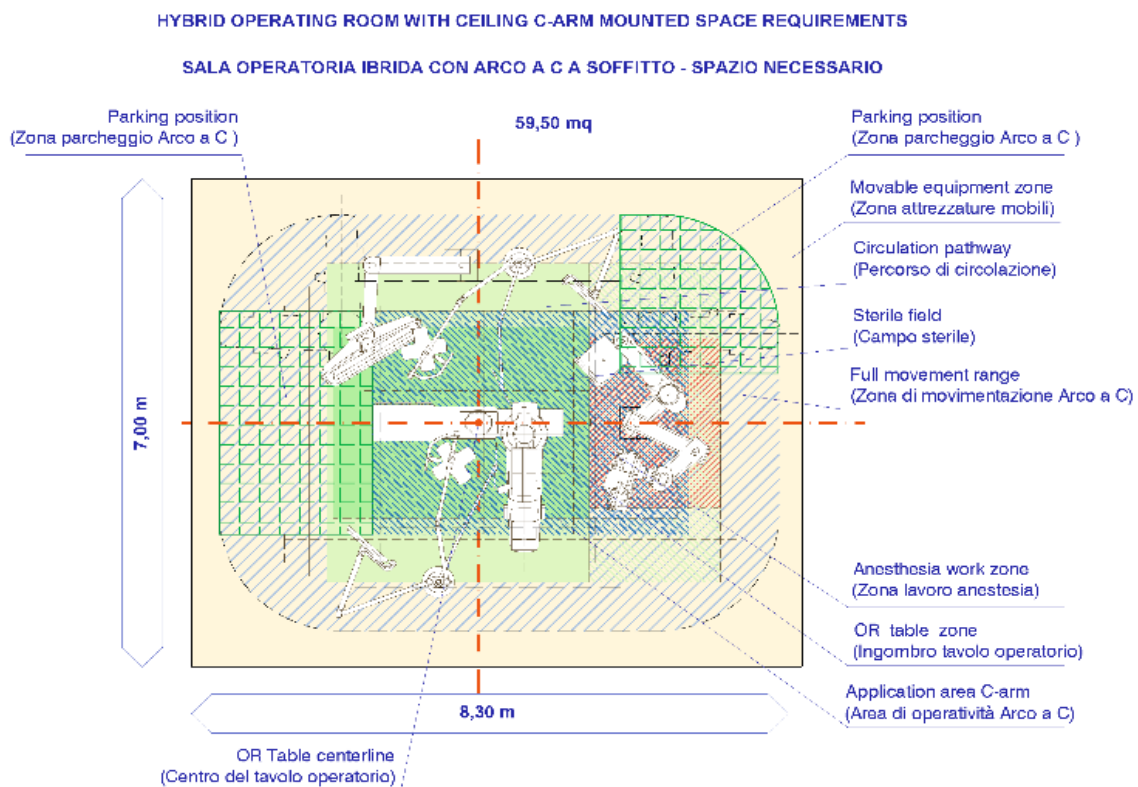 HYBRID OPERATING ROOM WITH CEILING C-ARM MOUNTED SPACE REQUIREMENTS
SALA OPERATORIA IBRIDA CON ARCO A C A SOFFITTO - SPAZIO NECESSARIO
Parking position
(Zona parcheggio Arco a C )
59,50 mq
Parking position
(Zona parcheggio Arco a C )
Movable equipment zone
(Zona attrezzature mobili)
Circulation pathway
(Percorso di circolazione)
Sterile field
(Campo sterile)
Full movement range
(Zona di movimentazione Arco a C)
7,00 m
Anesthesia work zone
(Zona lavoro anestesia)
OR table zone
(Ingombro tavolo operatorio)
Application area C-arm
(Area di operatività Arco a C)
8,30 m
OR Table centerline
(Centro del tavolo operatorio)